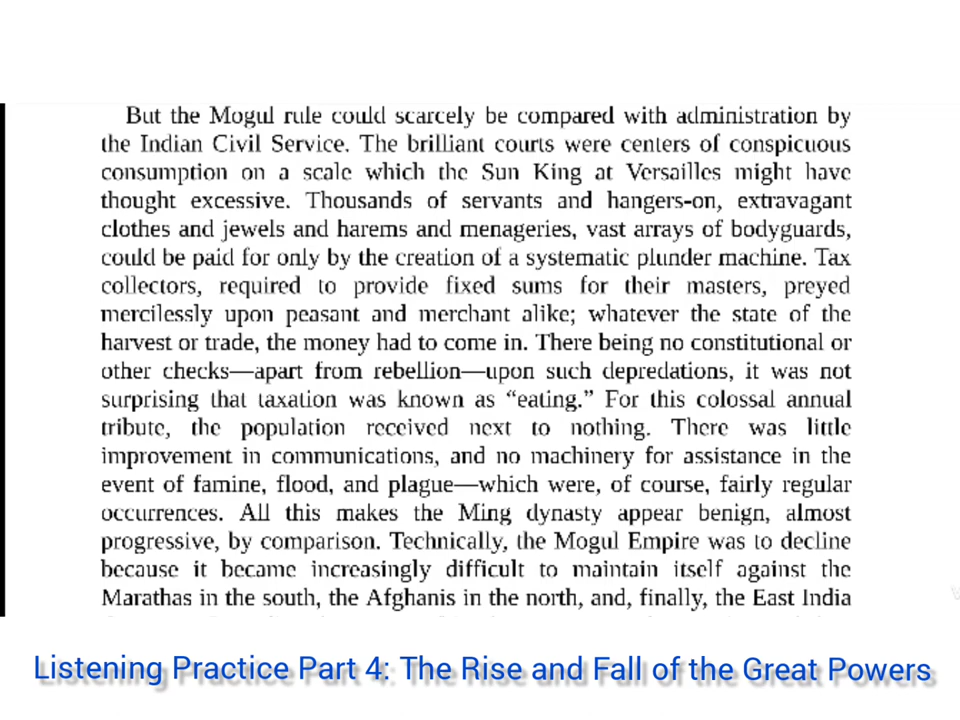 But the Mogul rule could scarcely be compared with administration by
the Indian Civil Service. The brilliant courts were centers of conspicuous
consumption on a scale which the Sun King at Versailles might have
thought excessive. Thousands of servants and hangers-on, extravagant
clothes and jewels and harems and menageries, vast arrays of bodyguards,
could be paid for only by the creation of a systematic plunder machine. Tax
collectors, required to provide fixed sums for their masters, preyed
mercilessly upon peasant and merchant alike; whatever the state of the
harvest or trade, the money had to come in. There being no constitutional or
other checks—apart from rebellion—upon such depredations, it was not
surprising that taxation was known as “eating.” For this colossal annual
tribute, the population received next to nothing. There was little
improvement in communications, and no machinery for assistance in the
event of famine, flood, and plague—which were, of course, fairly regular
occurrences. All this makes the Ming dynasty appear benign, almost
progressive, by comparison. Technically, the Mogul Empire was to decline
because it became increasingly difficult to maintain itself against the
Marathas in the south, the Afghanis in the north, and, finally, the East India
Listening Practice Part 4: The Rise and Fall of the Great Powers